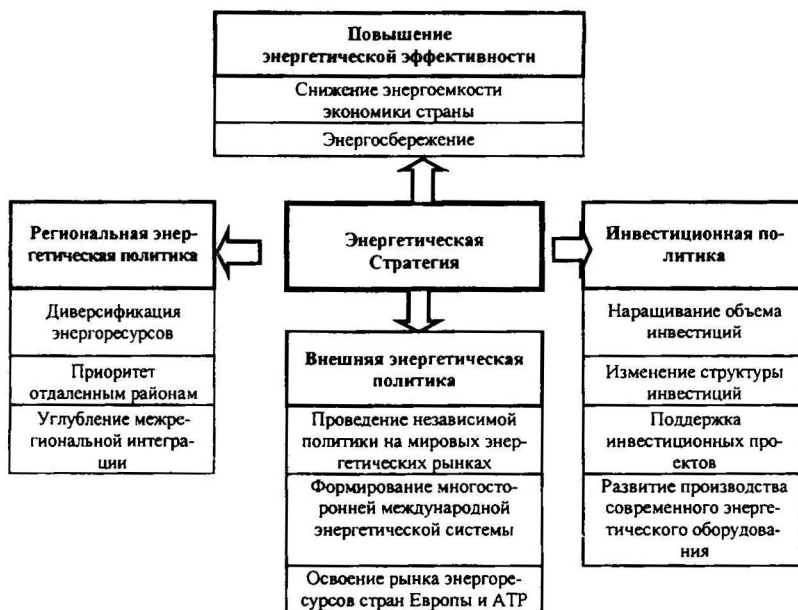 Повышение
энергетической эффективности
Снижение энергоемкости
экономики страны
Энергосбережение
Региональная энер-
гетическая политика
Диверсификация
энергоресурсов
Приоритет
отдаленным районам
Углубление межре-
гиональной интегра-
ции
Энергетическая
Стратегия
Внешняя энергетическая
политика
Проведение независимой
политики на мировых энер-
гетических рынках
Формирование многосто-
ронней международной
энергетической системы
Освоение рынка энергоре-
сурсов стран Европы и АТР
Инвестиционная по-
литика
Наращивание объема
инвестиций
Изменение структуры
инвестиций
Поддержка
инвестиционных проек-
тов
Развитие производства
современного энерге-
тического оборудова-
ния